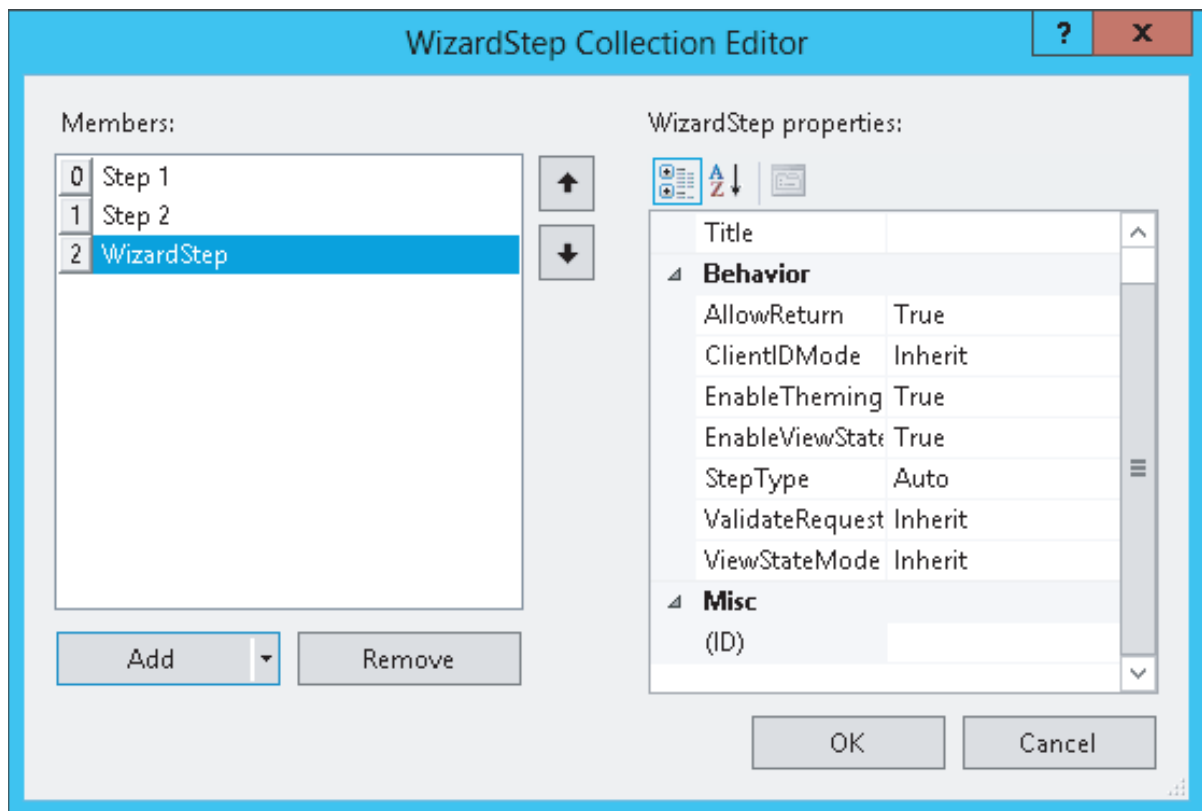 WizardStep Collection Editor
? x
Members:
0 Step 1
1 Step 2
2 WizardStep
Add
Remove
WizardStep properties:
A
Z
Title
Behavior
AllowReturn True
ClientIDMode Inherit
EnableTheming True
EnableViewState True
StepType Auto
ValidateRequest Inherit
ViewStateMode Inherit
Misc
(ID)
OK
Cancel